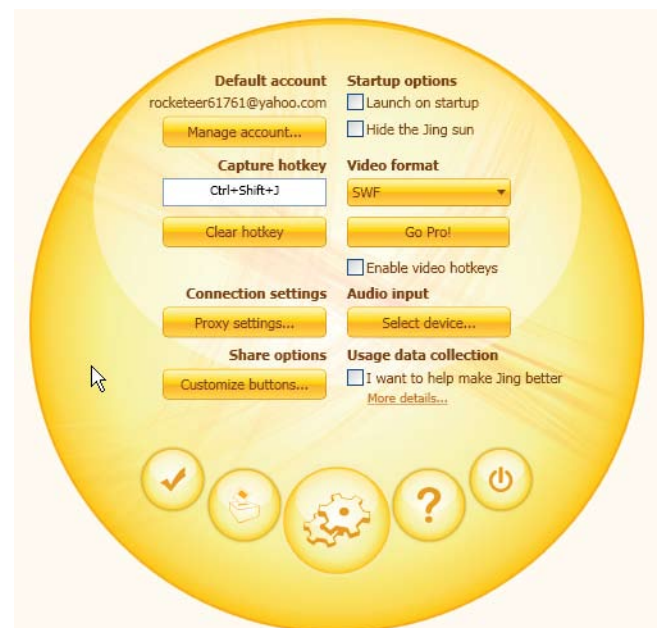 Default account
rocketeer61761@yahoo.com
Manage account...
Startup options
Launch on startup
Hide the Jing sun
Capture hotkey
Ctrl+Shift+J
Clear hotkey
Video format
SWF
Go Pro!
Enable video hotkeys
Connection settings
Proxy settings...
Audio input
Select device...
Share options
Customize buttons...
Usage data collection
I want to help make Jing better
More details...
?